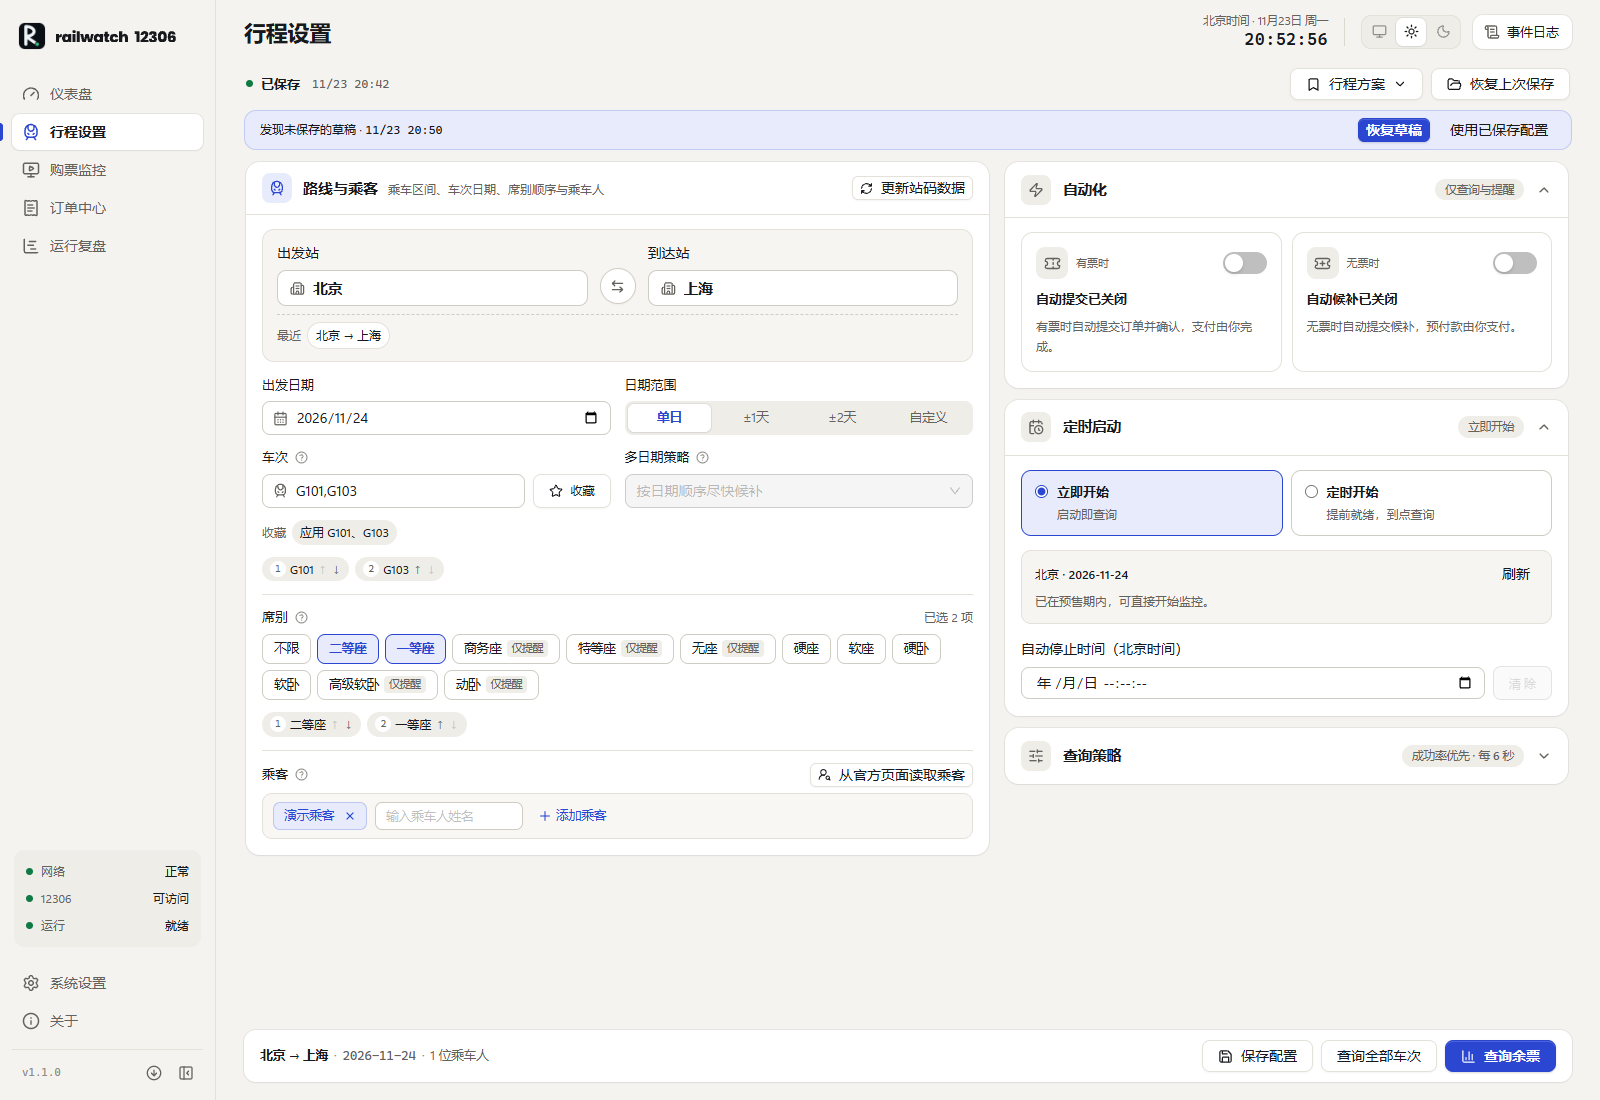 railwatch 12306
仪表盘
行程设置
购票监控
订单中心
运行复盘
网络 正常
12306 可访问
运行 就绪
系统设置
关于
v1.1.0
行程设置
北京时间 · 11月23日 周一
20:52:56
事件日志
已保存 11/23 20:42
行程方案
恢复上次保存
发现未保存的草稿 · 11/23 20:50
恢复草稿
使用已保存配置
路线与乘客 乘车区间、车次日期、席别顺序与乘车人
更新站码数据
出发站
北京
到达站
上海
最近 北京 → 上海
出发日期
2026/11/24
日期范围
单日 ±1天 ±2天 自定义
车次
G101,G103
收藏
多日期策略
按日期顺序尽快候补
收藏 应用 G101、G103
1 G101 ↑ ↓ 2 G103 ↑ ↓
席别 已选 2 项
不限 二等座 一等座 商务座 仅提醒 特等座 仅提醒 无座 仅提醒 硬座 软座 硬卧
软卧 高级软卧 仅提醒 动卧 仅提醒
1 二等座 ↑ ↓ 2 一等座 ↑ ↓
乘客
从官方页面读取乘客
演示乘客 × 输入乘车人姓名 + 添加乘客
自动化 仅查询与提醒
有票时
自动提交已关闭
有票时自动提交订单并确认，支付由你完
成。
无票时
自动候补已关闭
无票时自动提交候补，预付款由你支付。
定时启动 立即开始
立即开始
启动即查询
定时开始
提前就绪，到点查询
北京 · 2026-11-24 刷新
已在预售期内，可直接开始监控。
自动停止时间（北京时间）
年 /月/日 --:--:--
清 除
查询策略 成功率优先 · 每 6 秒
北京 → 上海 · 2026-11-24 · 1 位乘车人
保存配置
查询全部车次
查询余票